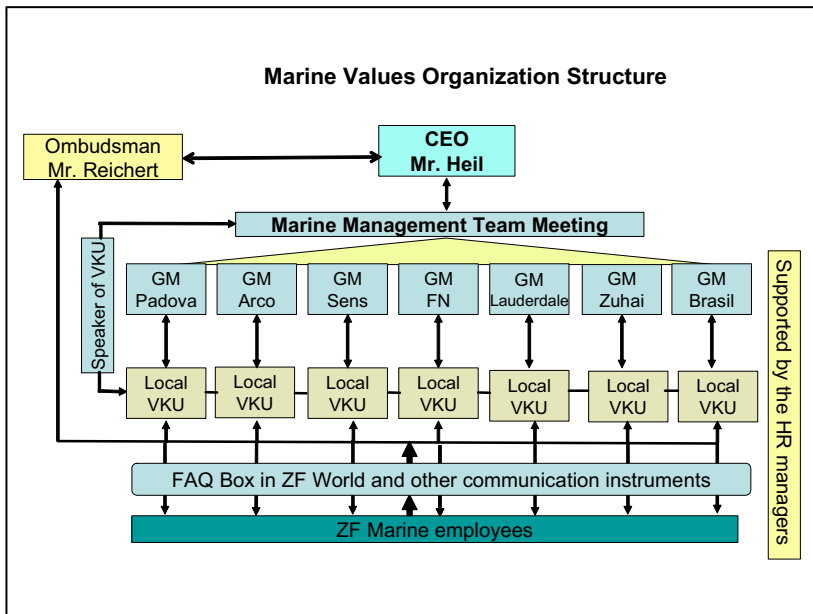 Marine Values Organization Structure
Ombudsman
Mr. Reichert
CEO
Mr. Heil
Marine Management Team Meeting
Speaker of VKU
GM
Padova
GM
Arco
GM
Sens
GM
FN
GM
Lauderdale
GM
Zuhai
GM
Brasil
Local
VKU
Local
VKU
Local
VKU
Local
VKU
Local
VKU
Local
VKU
Local
VKU
FAQ Box in ZF World and other communication instruments
ZF Marine employees
Supported by the HR managers